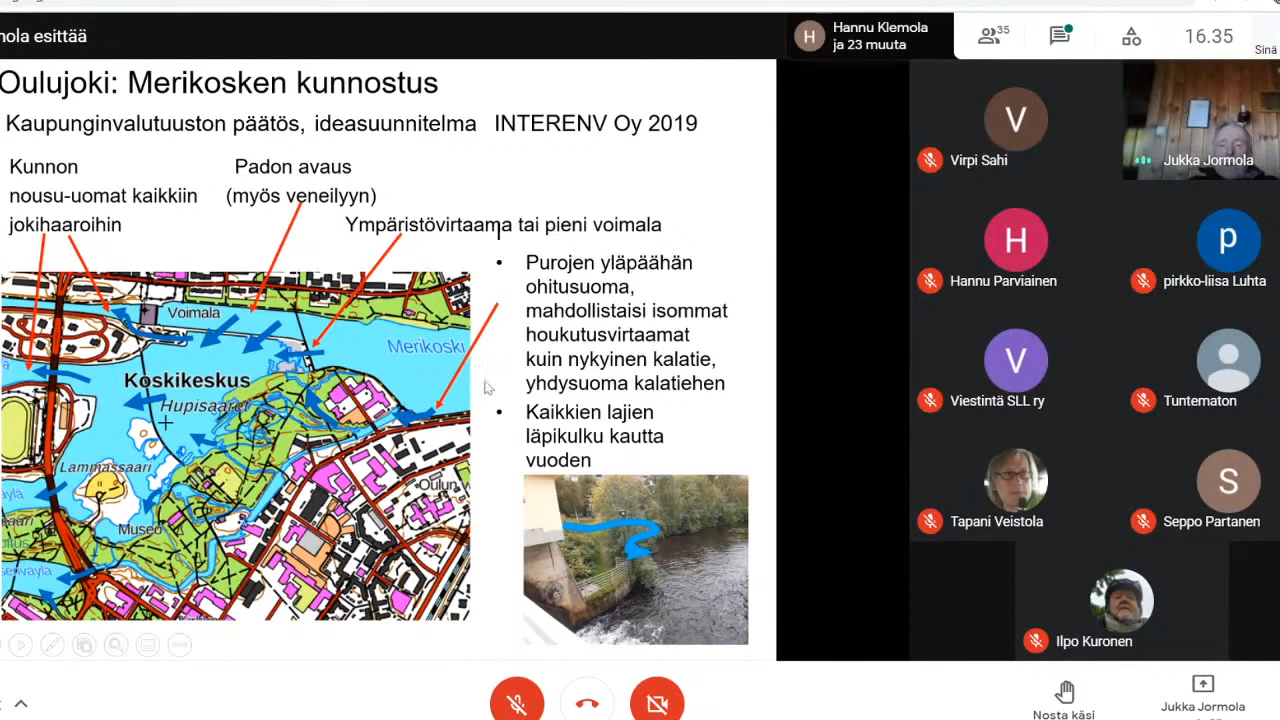 nola esittää
Hannu Klemola
ja 23 muuta
35
16.35
Sinä
Oulujoki: Merikosken kunnostus
Kaupunginvalutuuston päätös, ideasuunnitelma INTERENV Oy 2019
Kunnon
nousu-uomat kaikkiin
jokihaaroihin
Padon avaus
(myös veneilyyn)
Ympäristövirtaama tai pieni voimala
• Purojen yläpäähän
ohitusuoma,
mahdollistaisi isommat
houkutusvirtaamat
kuin nykyinen kalatie,
yhdysuoma kalatiehen
• Kaikkien lajien
läpikulku kautta
vuoden
Voimala
Merikoski
Koskikeskus
Hupisaaret
Lammassaari
Museo
Oulun
V
Virpi Sahi
Jukka Jormola
H
Hannu Parviainen
p
pirkko-liisa Luhta
V
Viestintä SLL ry
Tuntematon
Tapani Veistola
S
Seppo Partanen
Ilpo Kuronen
H
Nosta käsi
Jukka Jormola